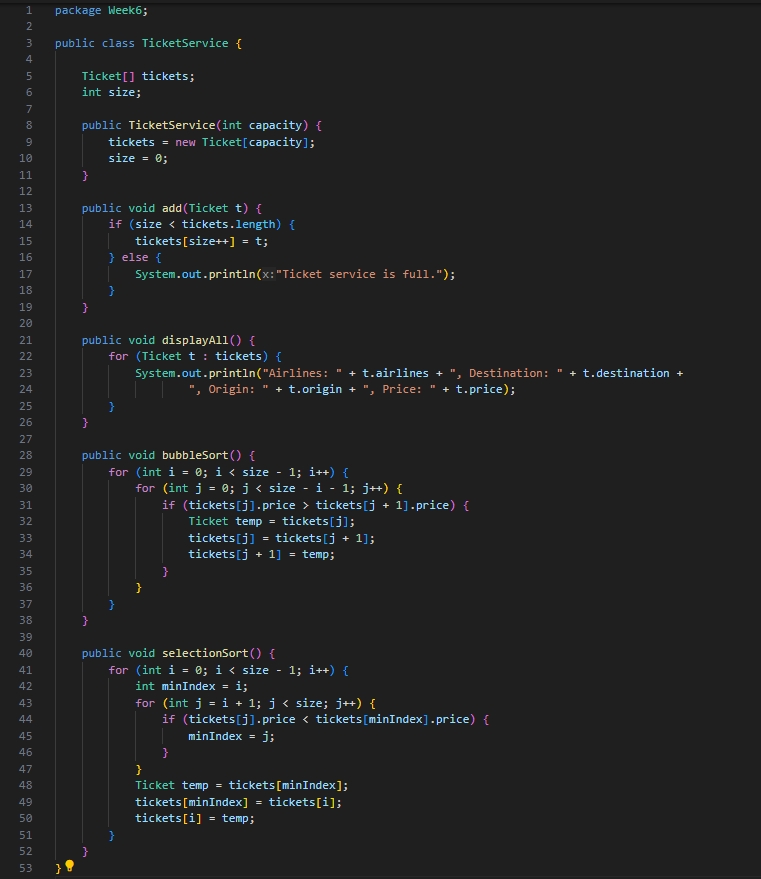 1 package Week6;
2
3 public class TicketService {
4
5     Ticket[] tickets;
6     int size;
7
8     public TicketService(int capacity) {
9         tickets = new Ticket[capacity];
10         size = 0;
11     }
12
13     public void add(Ticket t) {
14         if (size < tickets.length) {
15             tickets[size++] = t;
16         } else {
17             System.out.println(x:"Ticket service is full.");
18         }
19     }
20
21     public void displayAll() {
22         for (Ticket t : tickets) {
23             System.out.println("Airlines: " + t.airlines + ", Destination: " + t.destination +
24                     ", Origin: " + t.origin + ", Price: " + t.price);
25         }
26     }
27
28     public void bubbleSort() {
29         for (int i = 0; i < size - 1; i++) {
30             for (int j = 0; j < size - i - 1; j++) {
31                 if (tickets[j].price > tickets[j + 1].price) {
32                     Ticket temp = tickets[j];
33                     tickets[j] = tickets[j + 1];
34                     tickets[j + 1] = temp;
35                 }
36             }
37         }
38     }
39
40     public void selectionSort() {
41         for (int i = 0; i < size - 1; i++) {
42             int minIndex = i;
43             for (int j = i + 1; j < size; j++) {
44                 if (tickets[j].price < tickets[minIndex].price) {
45                     minIndex = j;
46                 }
47             }
48             Ticket temp = tickets[minIndex];
49             tickets[minIndex] = tickets[i];
50             tickets[i] = temp;
51         }
52     }
53 }